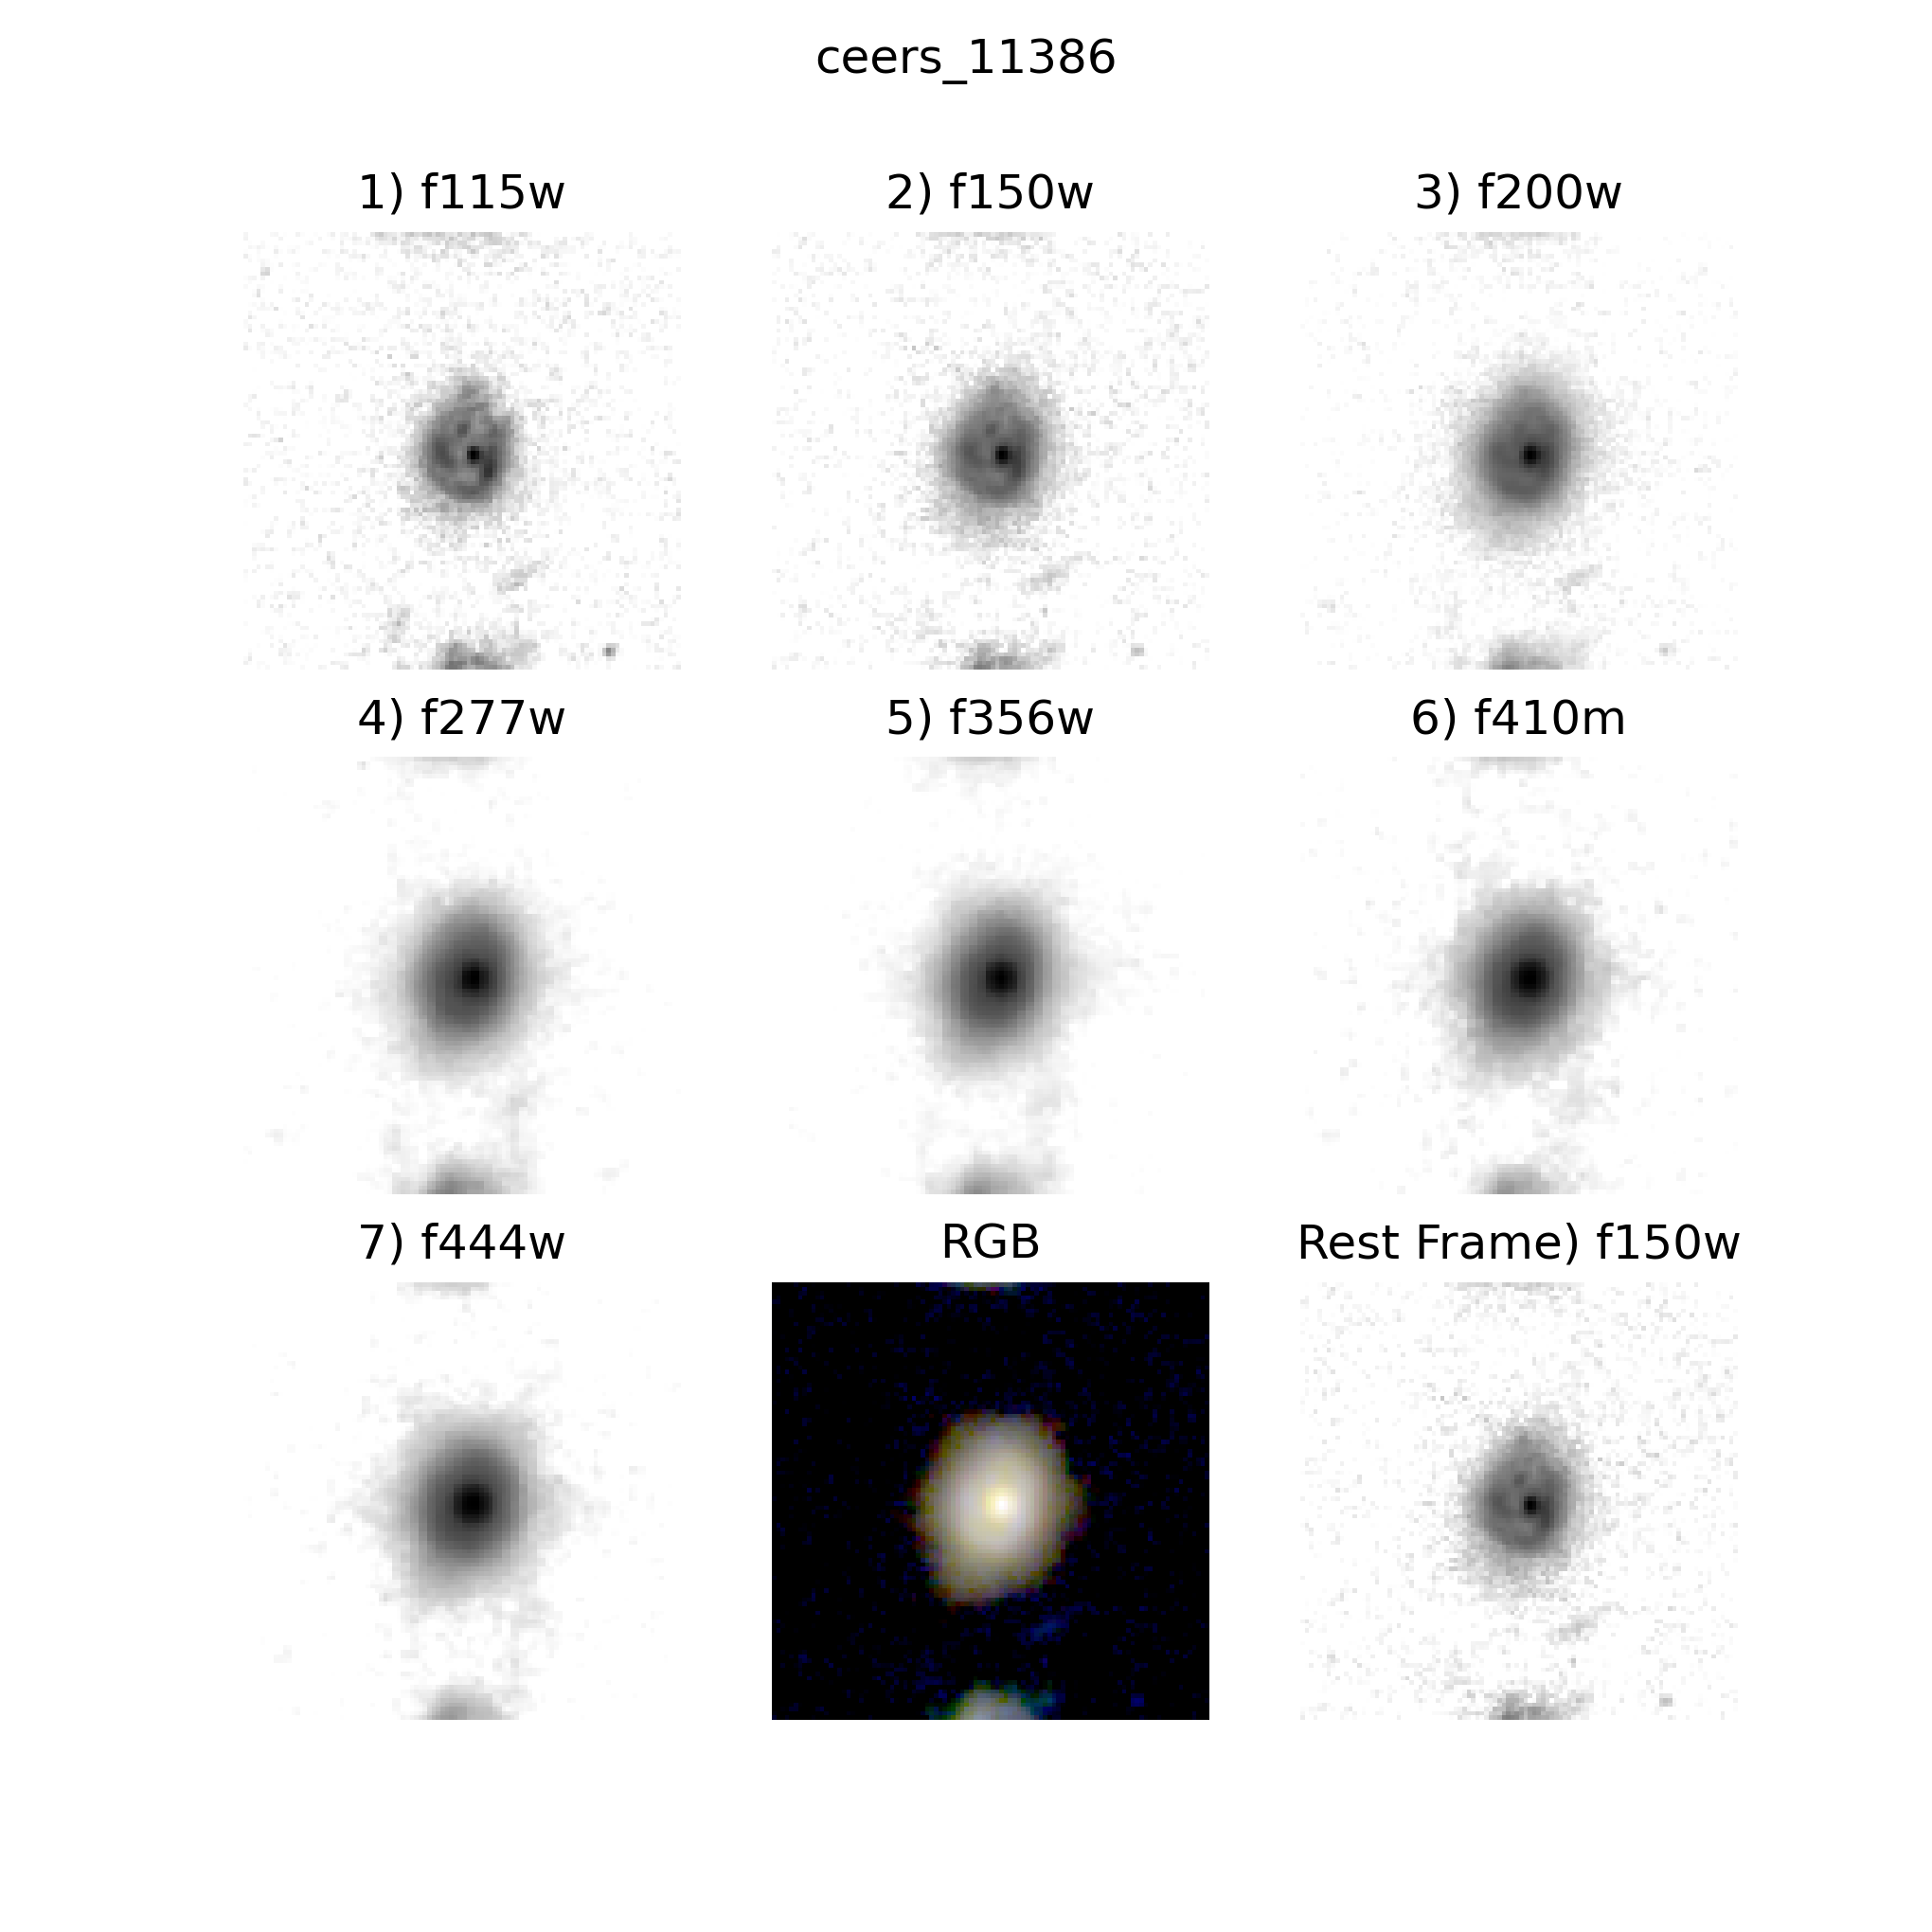 ceers_11386
1) f115w
2) f150w
3) f200w
4) f277w
5) f356w
6) f410m
7) f444w
RGB
Rest Frame) f150w